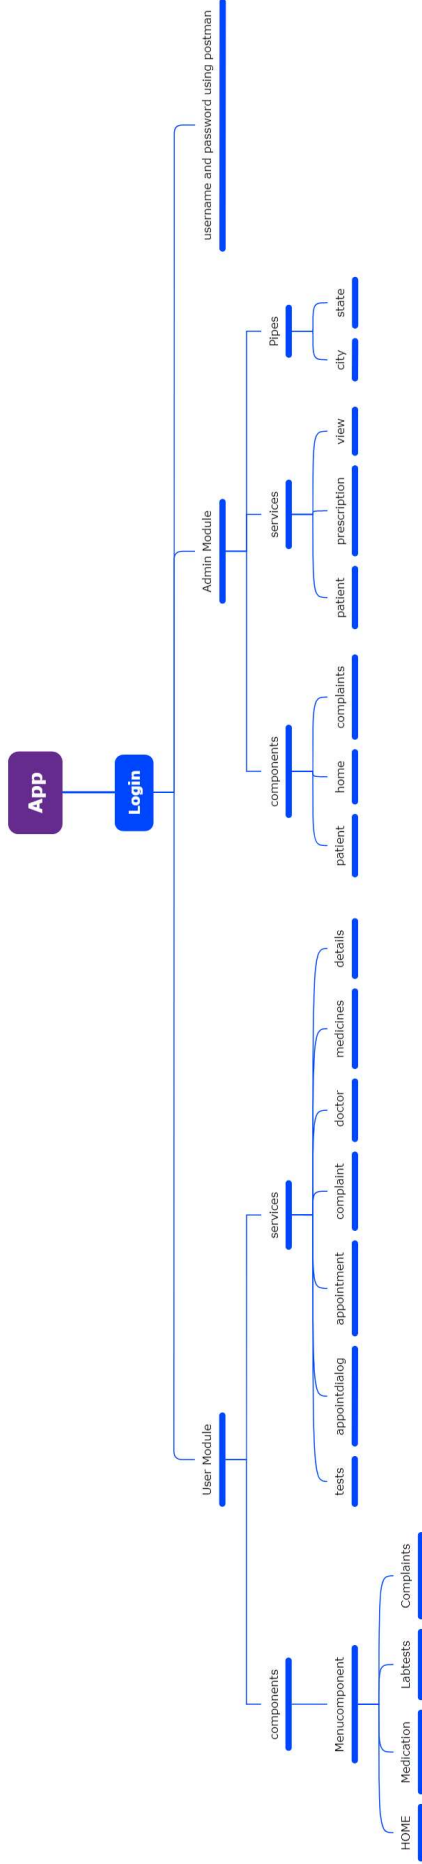 App
Login
User Module
components
Menucomponent
HOME
Medication
Labtests
Complaints
services
tests
appointdialog
appointment
complaint
doctor
medicines
details
Admin Module
components
patient
home
complaints
services
patient
prescription
view
Pipes
city
state
username and password using postman